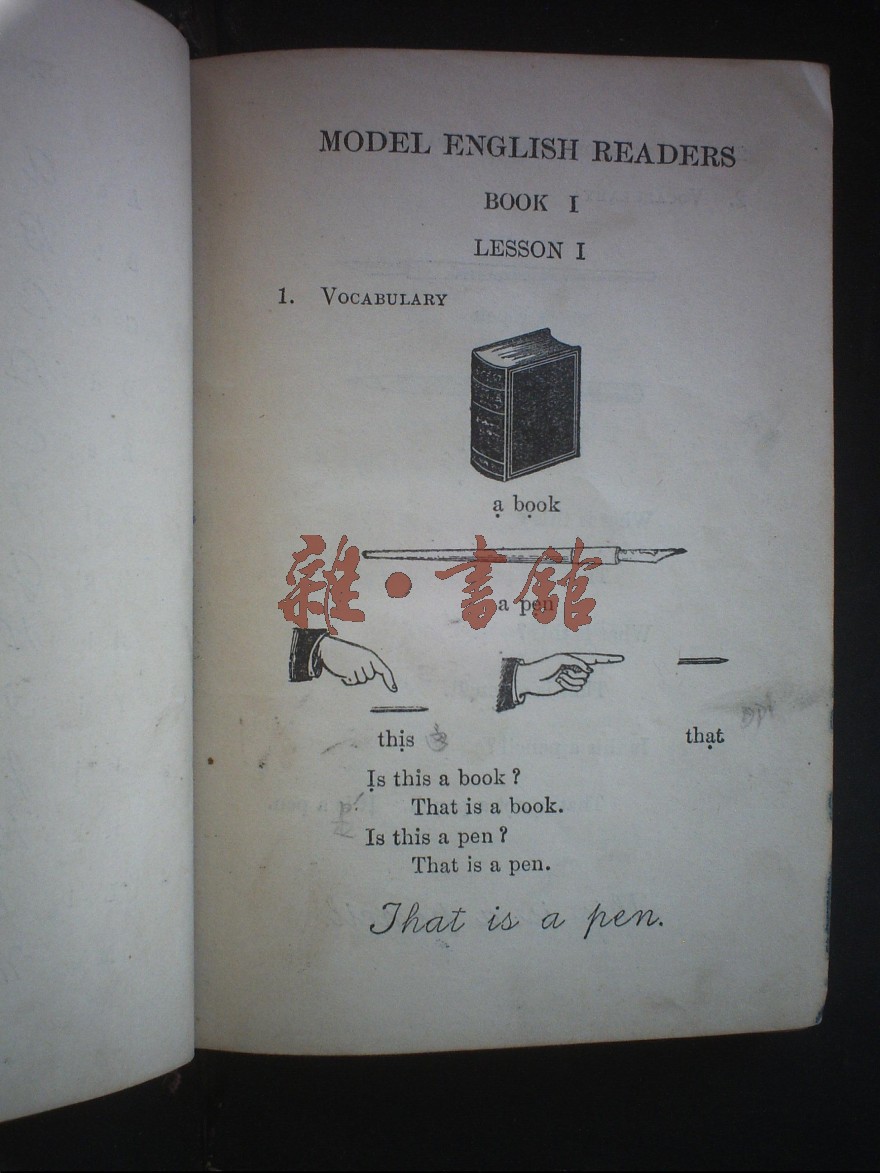 MODEL ENGLISH READERS
BOOK I
LESSON I
1. VOCABULARY
a book
雜·書館
a pen
this
that
Is this a book?
That is a book.
Is this a pen?
That is a pen.
That is a pen.